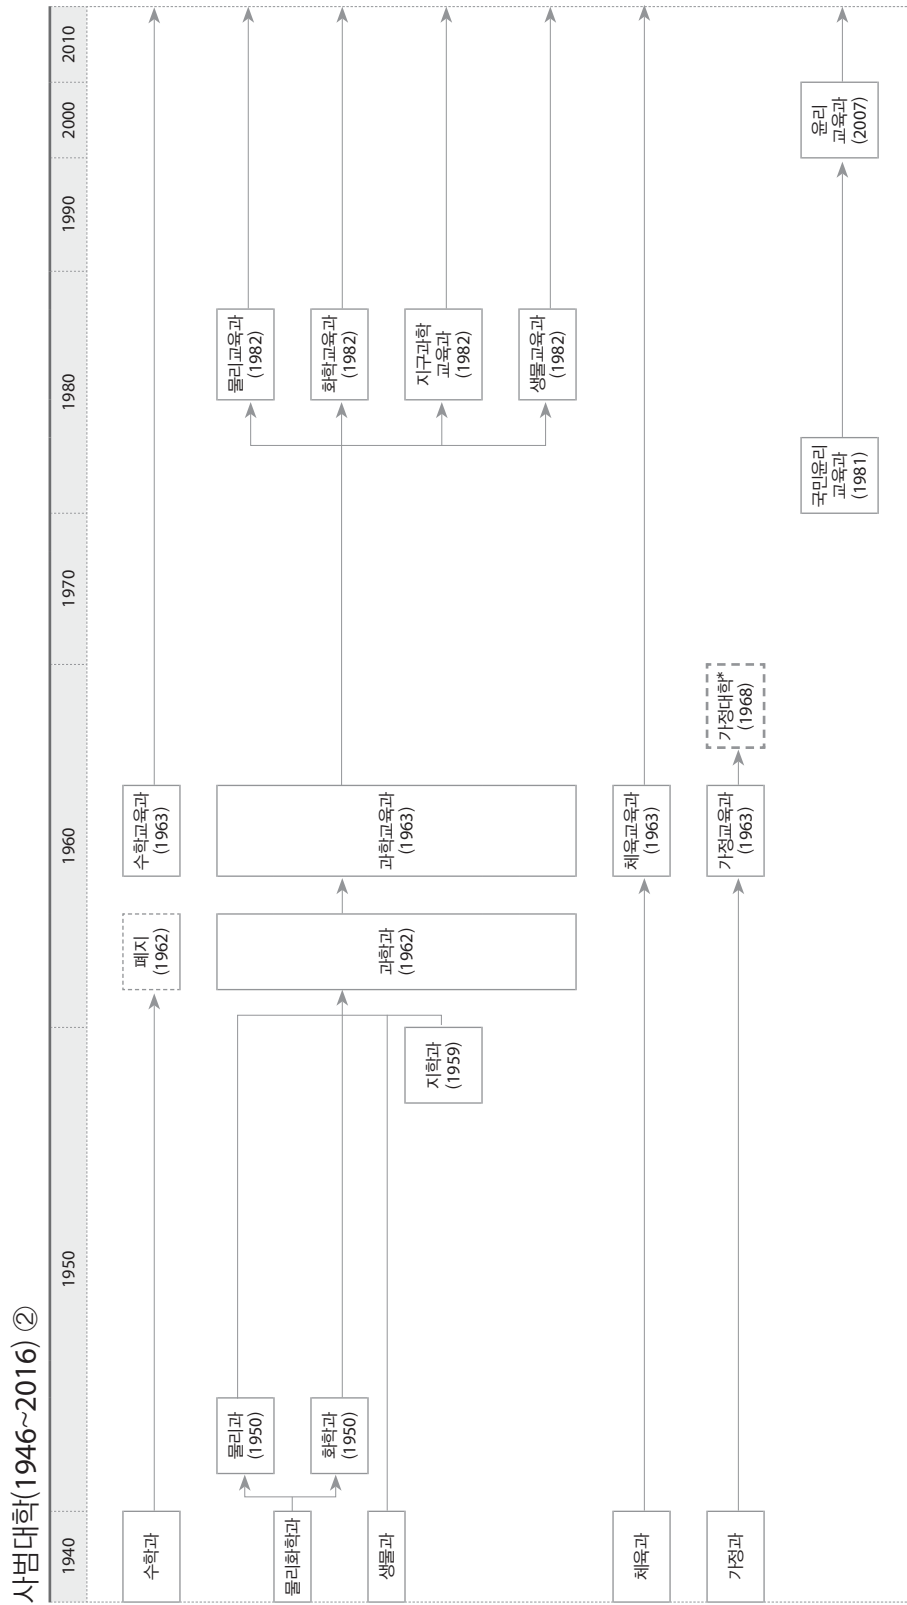 사범대학(1946~2016) ②
1940
1950
1960
1970
1980
1990
2000
2010
수학과
폐지
(1962)
수학교육과
(1963)
물리화학과
물리과
(1950)
화학과
(1950)
생물과
지학과
(1959)
과학과
(1962)
과학교육과
(1963)
물리교육과
(1982)
화학교육과
(1982)
지구과학
교육과
(1982)
생물교육과
(1982)
체육과
체육교육과
(1963)
가정과
가정교육과
(1963)
가정대학*
(1968)
국민윤리
교육과
(1981)
윤리
교육과
(2007)